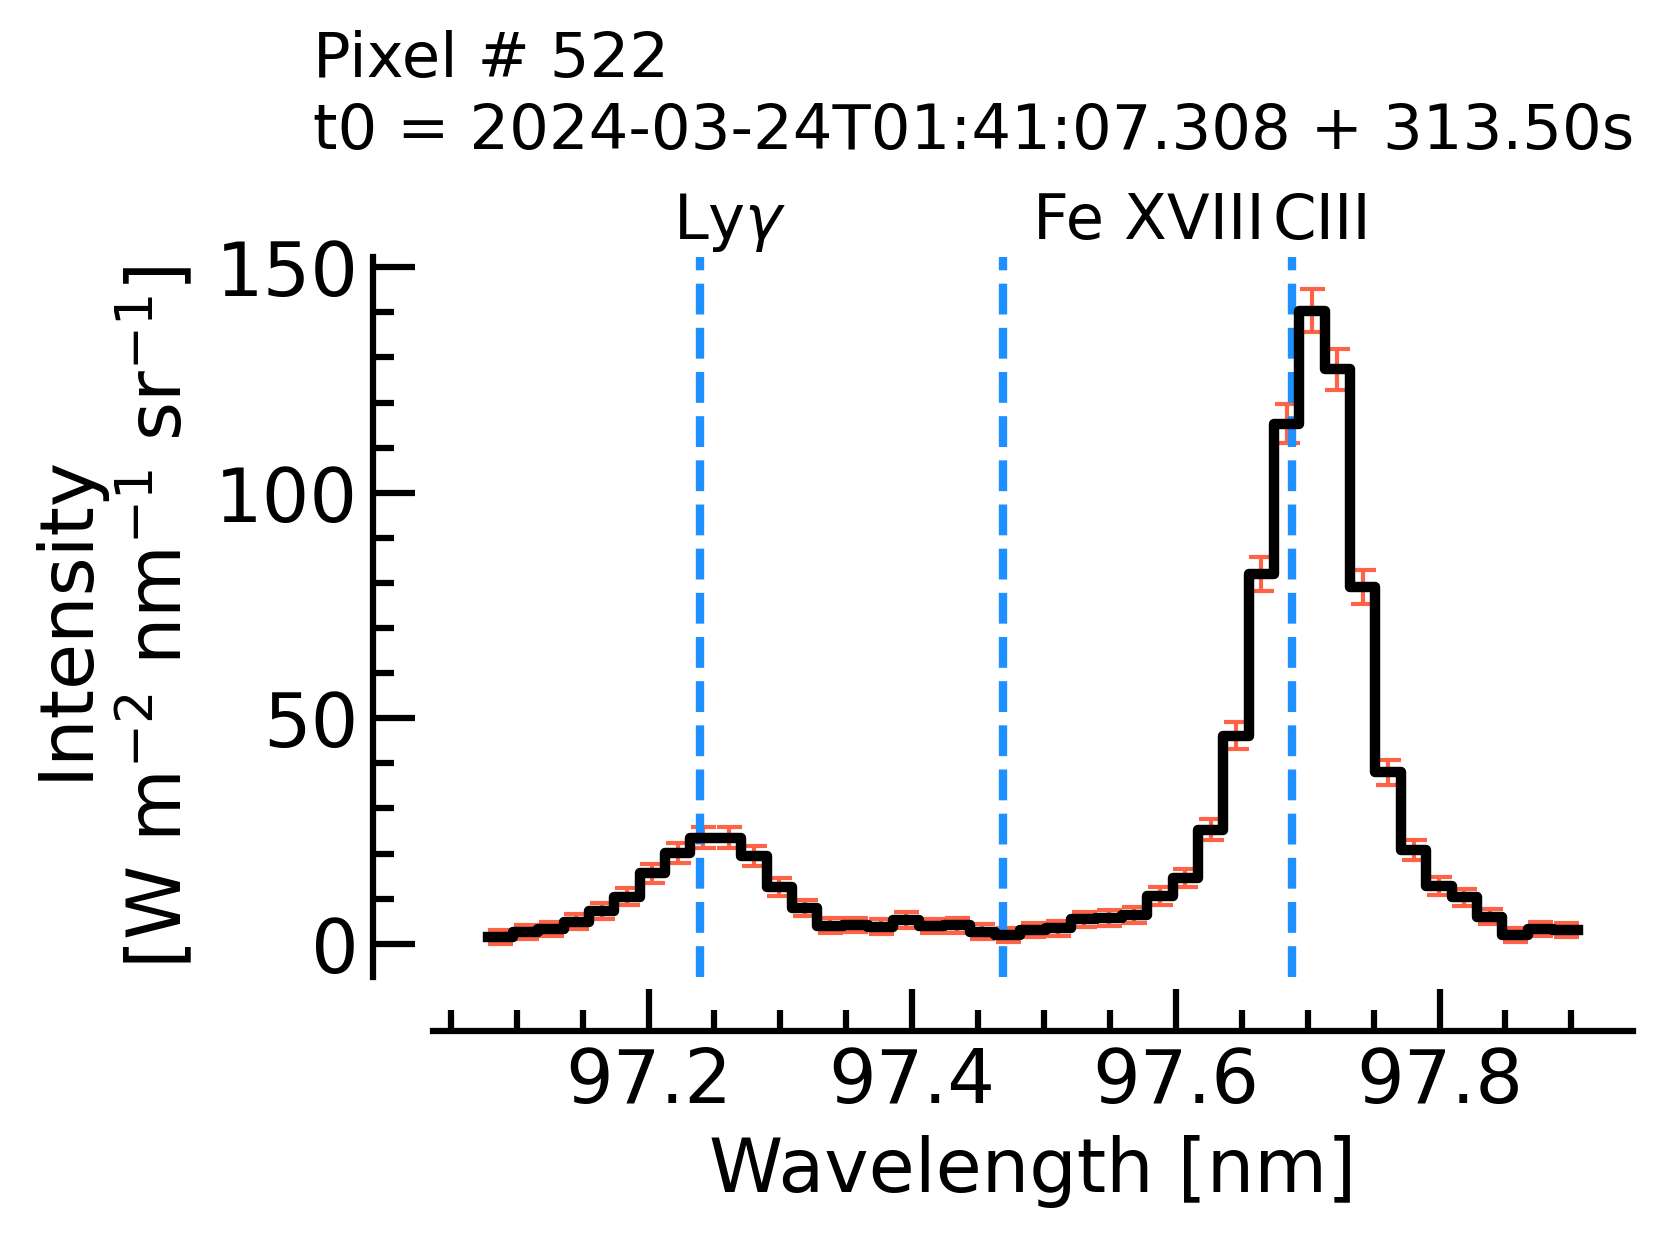 Pixel # 522
t0 = 2024-03-24T01:41:07.308 + 313.50s
Lyγ
Fe XVIII
CIII
Intensity
[W m⁻² nm⁻¹ sr⁻¹]
150
100
50
0
97.2
97.4
97.6
97.8
Wavelength [nm]